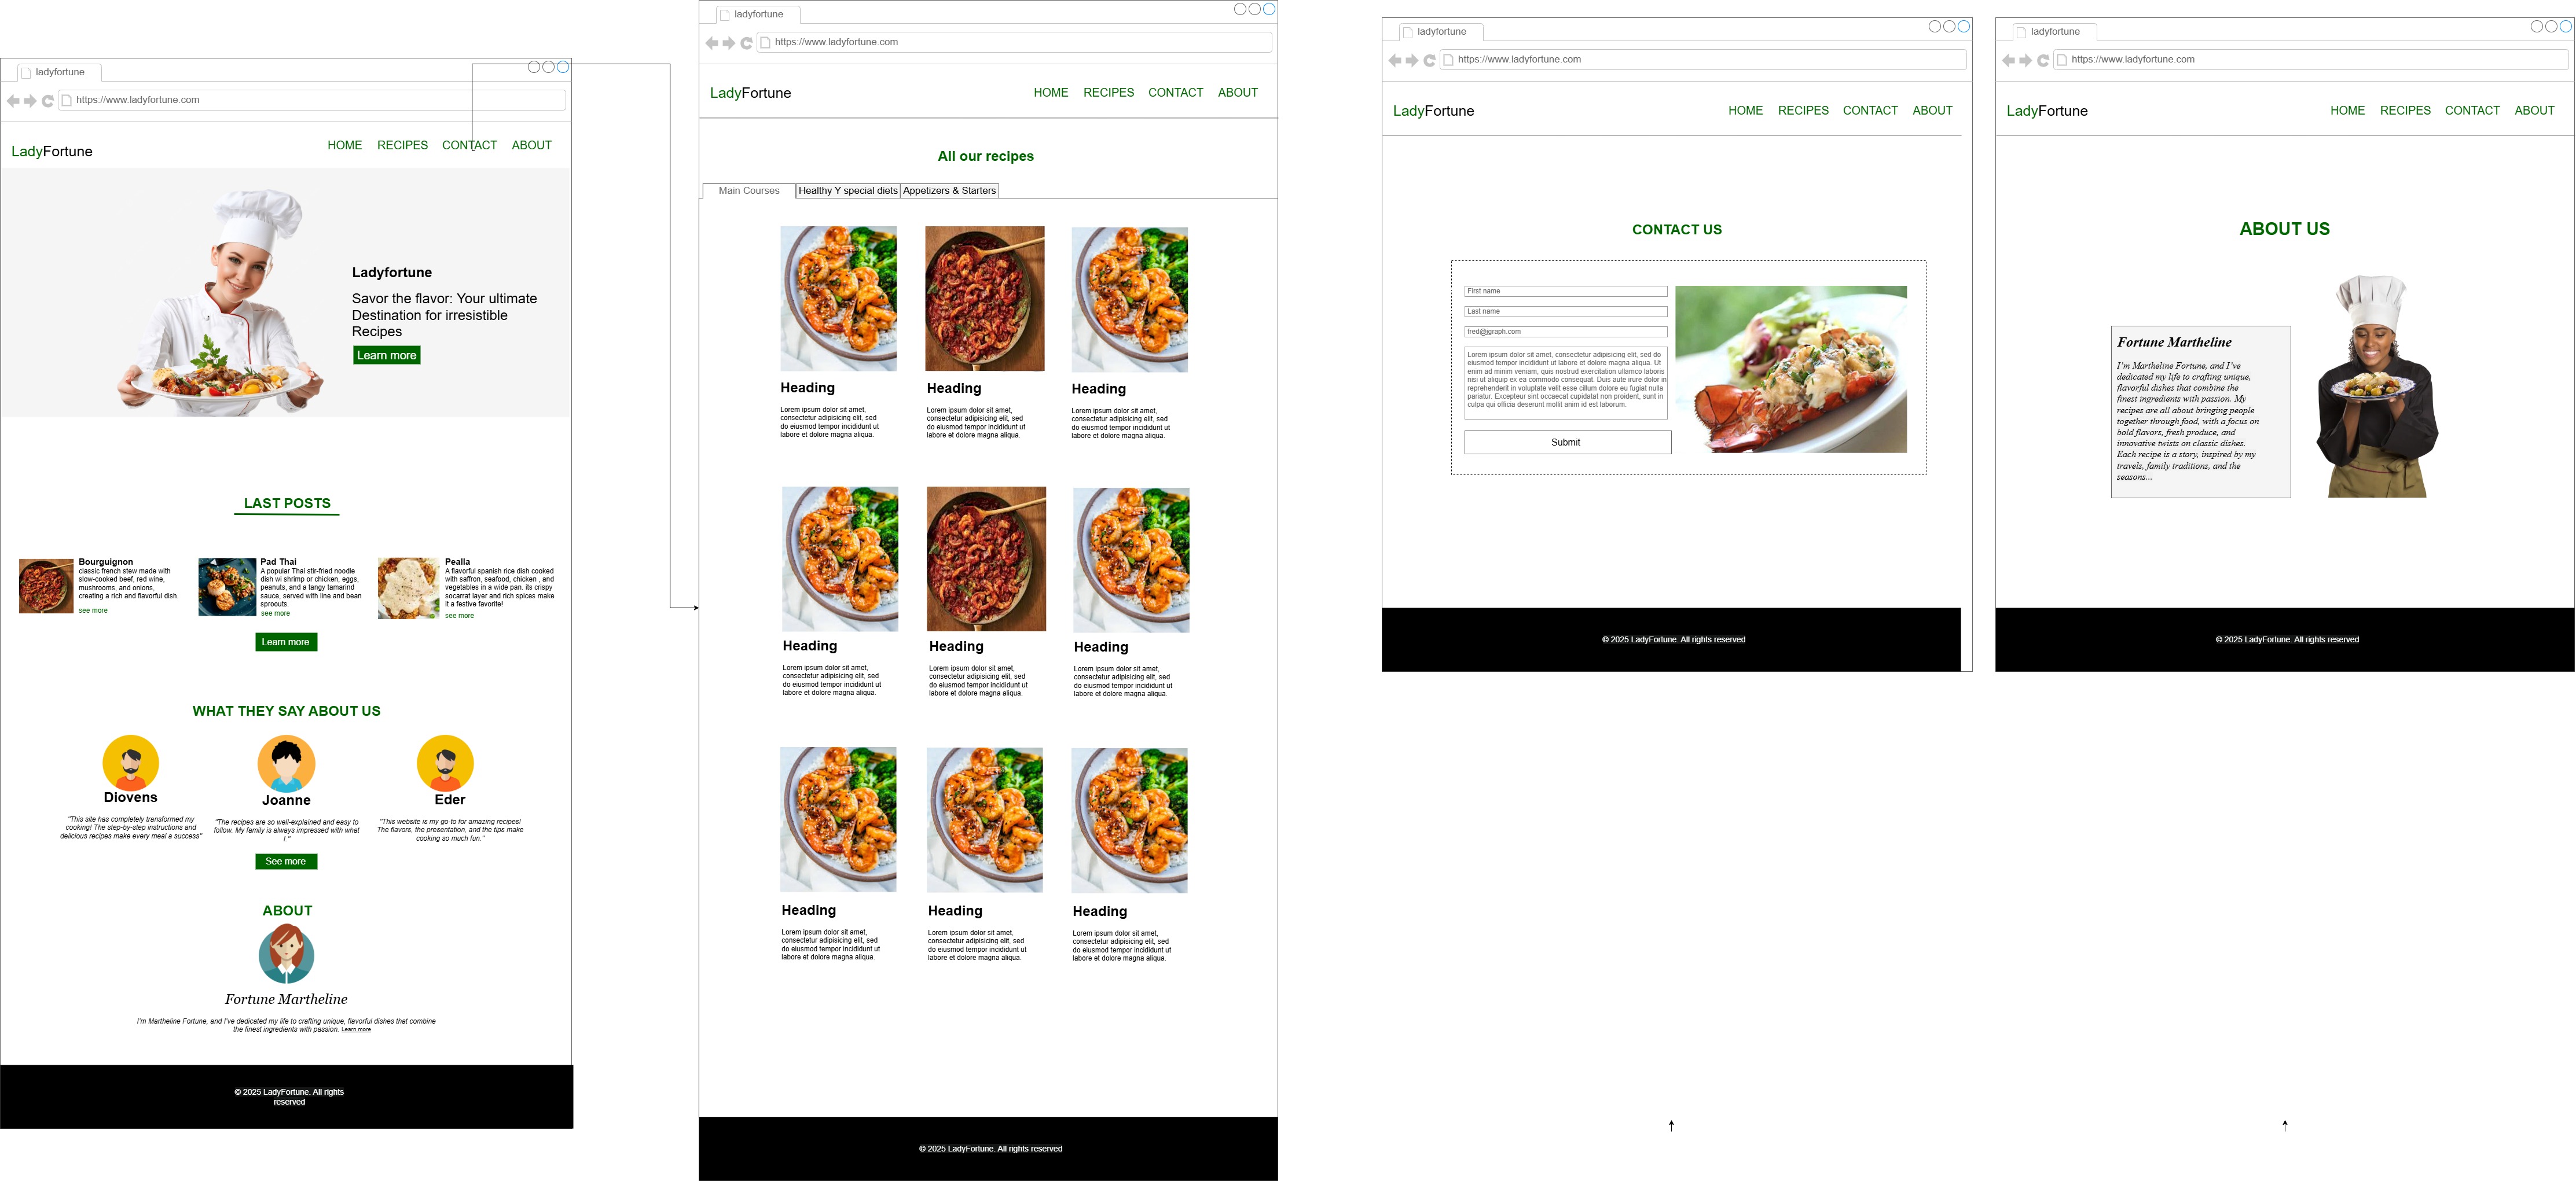 ladyfortune
https://www.ladyfortune.com
LadyFortune
HOME
RECIPES
CONTACT
ABOUT
Ladyfortune
Savor the flavor: Your ultimate
Destination for irresistible
Recipes
Learn more
LAST POSTS
Bourguignon
classic french stew made with
slow-cooked beef, red wine,
mushrooms, and onions,
creating a rich and flavorful dish.
see more
Pad Thai
A popular Thai stir-fried noodle
dish wi shrimp or chicken, eggs,
peanuts, and a tangy tamarind
sauce, served with line and bean
sproouts.
see more
Pealla
A flavorful spanish rice dish cooked
with saffron, seafood, chicken , and
vegetables in a wide pan. its crispy
socarrat layer and rich spices make
it a festive favorite!
see more
Learn more
WHAT THEY SAY ABOUT US
Diovens
"This site has completely transformed my
cooking! The step-by-step instructions and
delicious recipes make every meal a success"
Joanne
"The recipes are so well-explained and easy to
follow. My family is always impressed with what
I."
Eder
"This website is my go-to for amazing recipes!
The flavors, the presentation, and the tips make
cooking so much fun."
See more
ABOUT
Fortune Martheline
I'm Martheline Fortune, and I've dedicated my life to crafting unique, flavorful dishes that combine
the finest ingredients with passion. Learn more
© 2025 LadyFortune. All rights
reserved
ladyfortune
https://www.ladyfortune.com
LadyFortune
HOME
RECIPES
CONTACT
ABOUT
All our recipes
Main Courses
Healthy Y special diets
Appetizers & Starters
Heading
Lorem ipsum dolor sit amet,
consectetur adipisicing elit, sed
do eiusmod tempor incididunt ut
labore et dolore magna aliqua.
Heading
Lorem ipsum dolor sit amet,
consectetur adipisicing elit, sed
do eiusmod tempor incididunt ut
labore et dolore magna aliqua.
Heading
Lorem ipsum dolor sit amet,
consectetur adipisicing elit, sed
do eiusmod tempor incididunt ut
labore et dolore magna aliqua.
Heading
Lorem ipsum dolor sit amet,
consectetur adipisicing elit, sed
do eiusmod tempor incididunt ut
labore et dolore magna aliqua.
Heading
Lorem ipsum dolor sit amet,
consectetur adipisicing elit, sed
do eiusmod tempor incididunt ut
labore et dolore magna aliqua.
Heading
Lorem ipsum dolor sit amet,
consectetur adipisicing elit, sed
do eiusmod tempor incididunt ut
labore et dolore magna aliqua.
Heading
Lorem ipsum dolor sit amet,
consectetur adipisicing elit, sed
do eiusmod tempor incididunt ut
labore et dolore magna aliqua.
Heading
Lorem ipsum dolor sit amet,
consectetur adipisicing elit, sed
do eiusmod tempor incididunt ut
labore et dolore magna aliqua.
Heading
Lorem ipsum dolor sit amet,
consectetur adipisicing elit, sed
do eiusmod tempor incididunt ut
labore et dolore magna aliqua.
© 2025 LadyFortune. All rights reserved
ladyfortune
https://www.ladyfortune.com
LadyFortune
HOME
RECIPES
CONTACT
ABOUT
CONTACT US
First name
Last name
fred@jgraph.com
Lorem ipsum dolor sit amet, consectetur adipisicing elit, sed do
eiusmod tempor incididunt ut labore et dolore magna aliqua. Ut
enim ad minim veniam, quis nostrud exercitation ullamco laboris
nisi ut aliquip ex ea commodo consequat. Duis aute irure dolor in
reprehenderit in voluptate velit esse cillum dolore eu fugiat nulla
pariatur. Excepteur sint occaecat cupidatat non proident, sunt in
culpa qui officia deserunt mollit anim id est laborum.
Submit
© 2025 LadyFortune. All rights reserved
ladyfortune
https://www.ladyfortune.com
LadyFortune
HOME
RECIPES
CONTACT
ABOUT
ABOUT US
Fortune Martheline
I'm Martheline Fortune, and I've
dedicated my life to crafting unique,
flavorful dishes that combine the
finest ingredients with passion. My
recipes are all about bringing people
together through food, with a focus on
bold flavors, fresh produce, and
innovative twists on classic dishes.
Each recipe is a story, inspired by my
travels, family traditions, and the
seasons...
© 2025 LadyFortune. All rights reserved